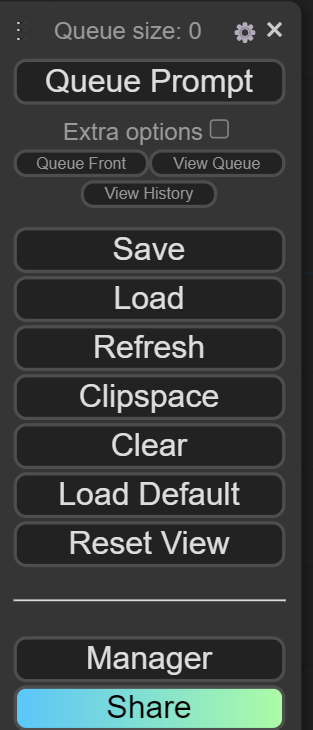 Queue size: 0
Queue Prompt
Extra options
Queue Front View Queue
View History
Save
Load
Refresh
Clipspace
Clear
Load Default
Reset View
Manager
Share